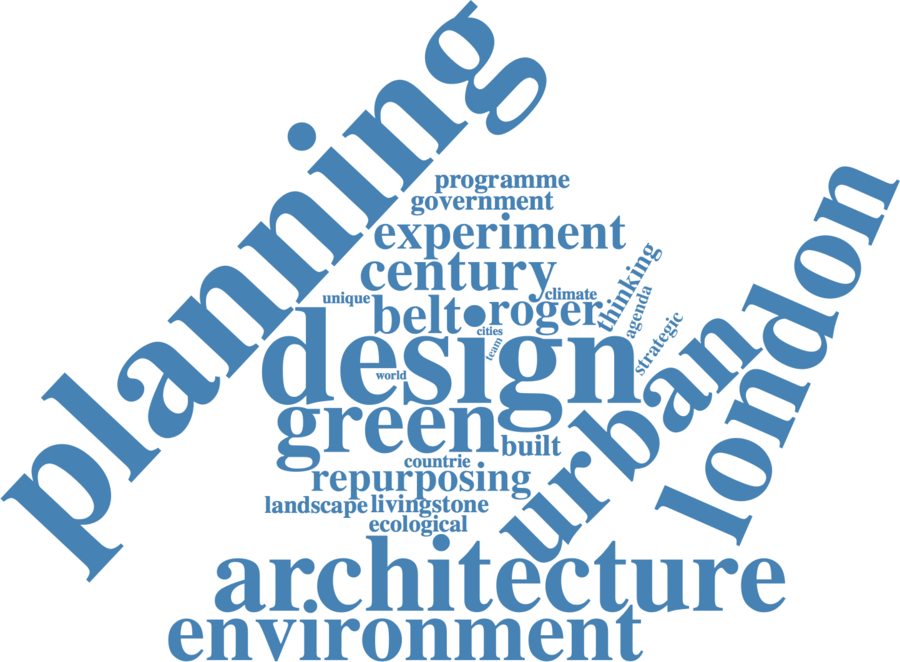 planning
programme
government
experiment
century
unique
climate
thinking
belt
roger
agenda
cities
strategic
team
design
world
london
urban
green
built
countrie
repurposing
landscape
livingstone
ecological
architecture
environment